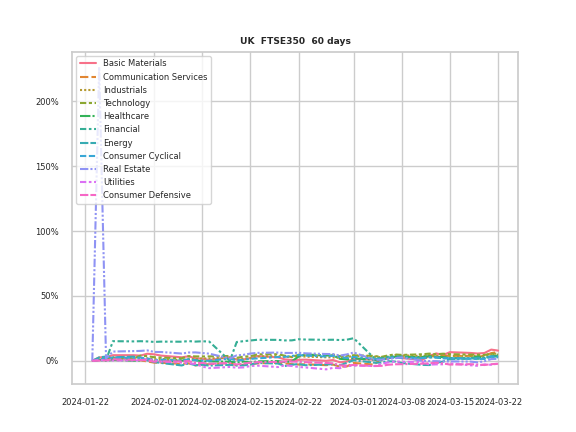 UK FTSE350 60 days
Basic Materials
Communication Services
Industrials
Technology
Healthcare
Financial
Energy
Consumer Cyclical
Real Estate
Utilities
Consumer Defensive
200%
150%
100%
50%
0%
2024-01-22 2024-02-01 2024-02-08 2024-02-15 2024-02-22 2024-03-01 2024-03-08 2024-03-15 2024-03-22